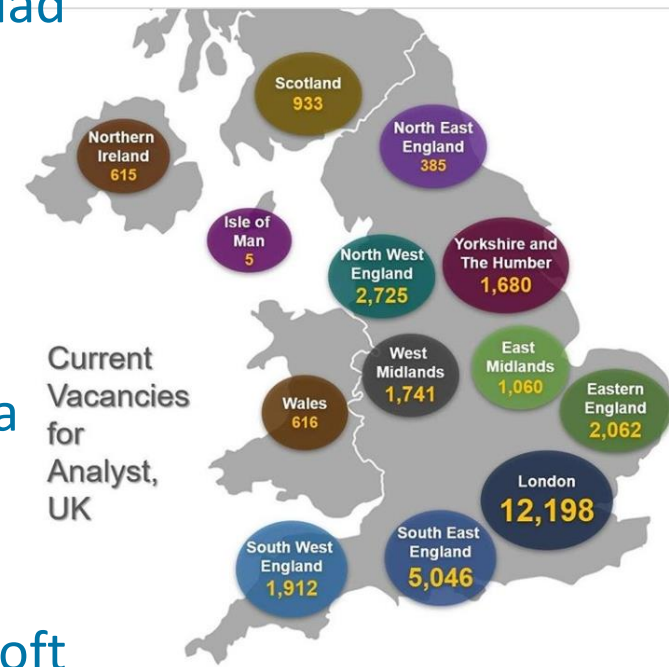 Scotland
933
North East
England
385
Northern
Ireland
615
Isle of
Man
5
North West
England
2,725
Yorkshire and
The Humber
1,680
Current
Vacancies
for
Analyst,
UK
West
Midlands
1,741
East
Midlands
1,060
Wales
616
Eastern
England
2,062
London
12,198
South West
England
1,912
South East
England
5,046